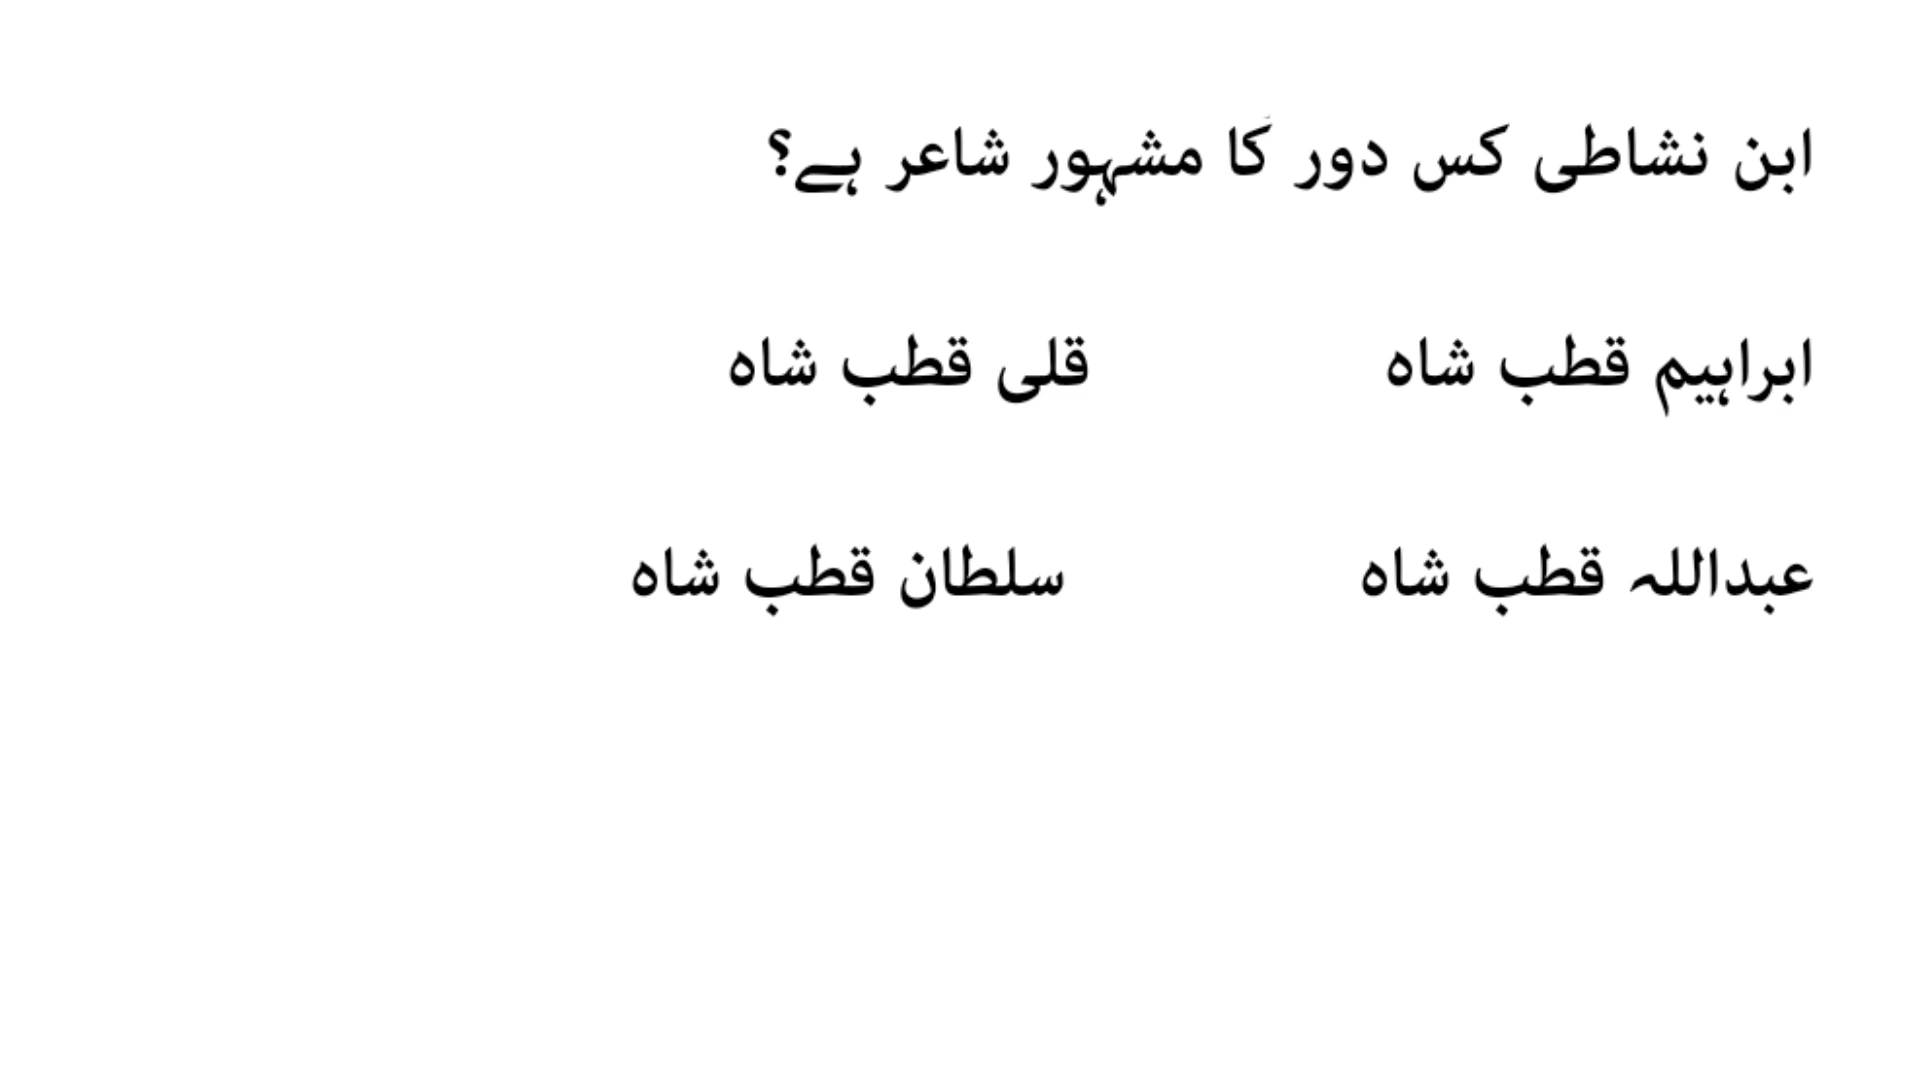 ابن نشاطی کس دور کا مشہور شاعر ہے؟
ابراہیم قطب شاہ قلی قطب شاہ
عبداللہ قطب شاہ سلطان قطب شاہ